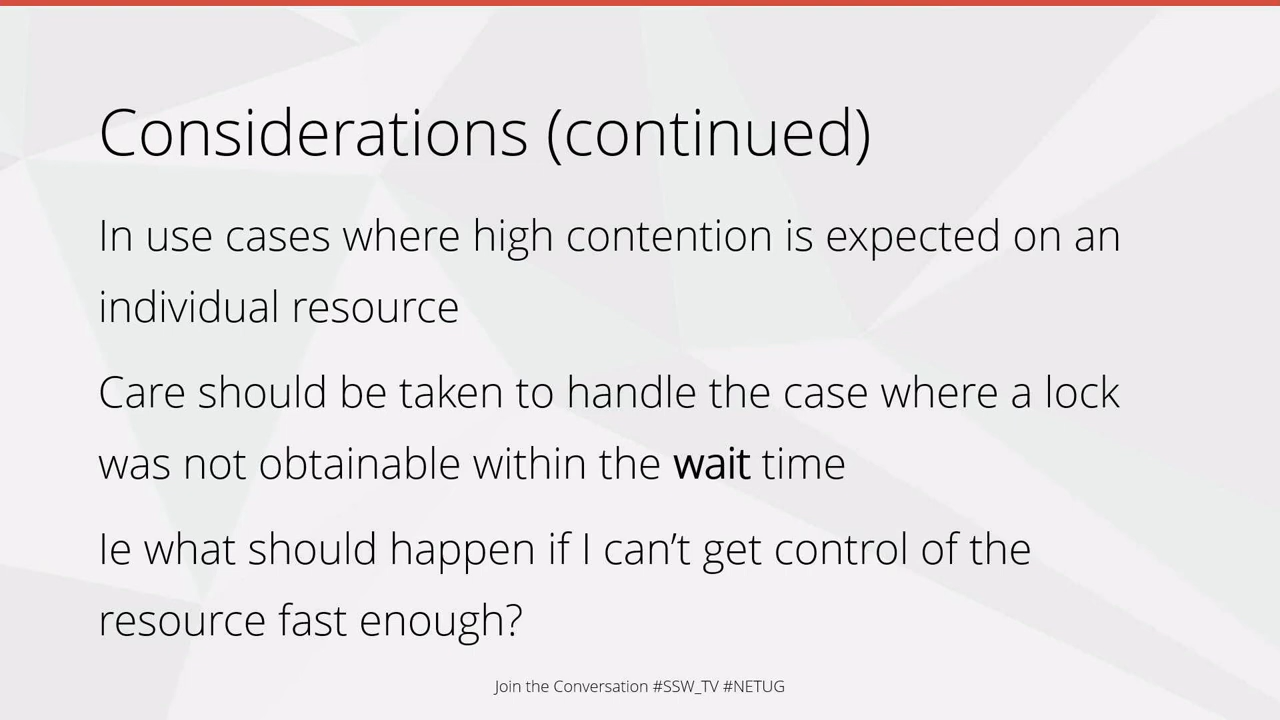 Considerations (continued)
In use cases where high contention is expected on an
individual resource
Care should be taken to handle the case where a lock
was not obtainable within the wait time
Ie what should happen if I can’t get control of the
resource fast enough?
Join the Conversation #SSW_TV #NETUG